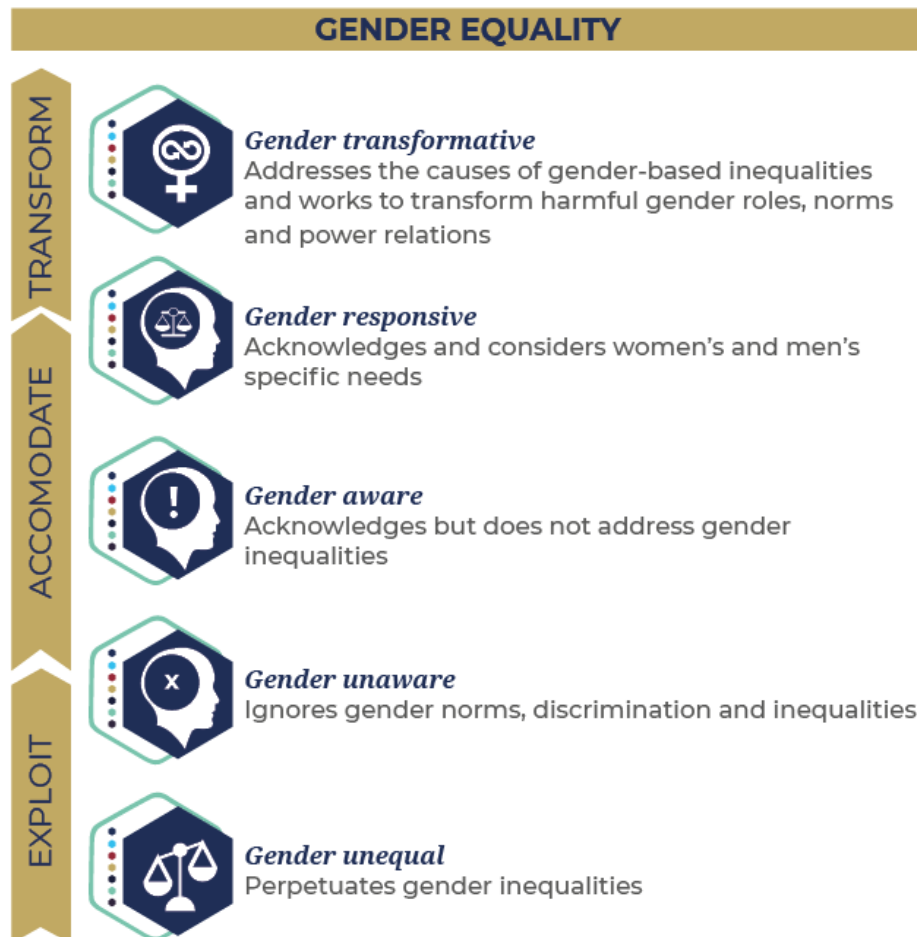 GENDER EQUALITY
TRANSFORM
Gender transformative
Addresses the causes of gender-based inequalities
and works to transform harmful gender roles, norms
and power relations
ACCOMODATE
Gender responsive
Acknowledges and considers women’s and men’s
specific needs
!
Gender aware
Acknowledges but does not address gender
inequalities
EXPLOIT
x
Gender unaware
Ignores gender norms, discrimination and inequalities
Gender unequal
Perpetuates gender inequalities